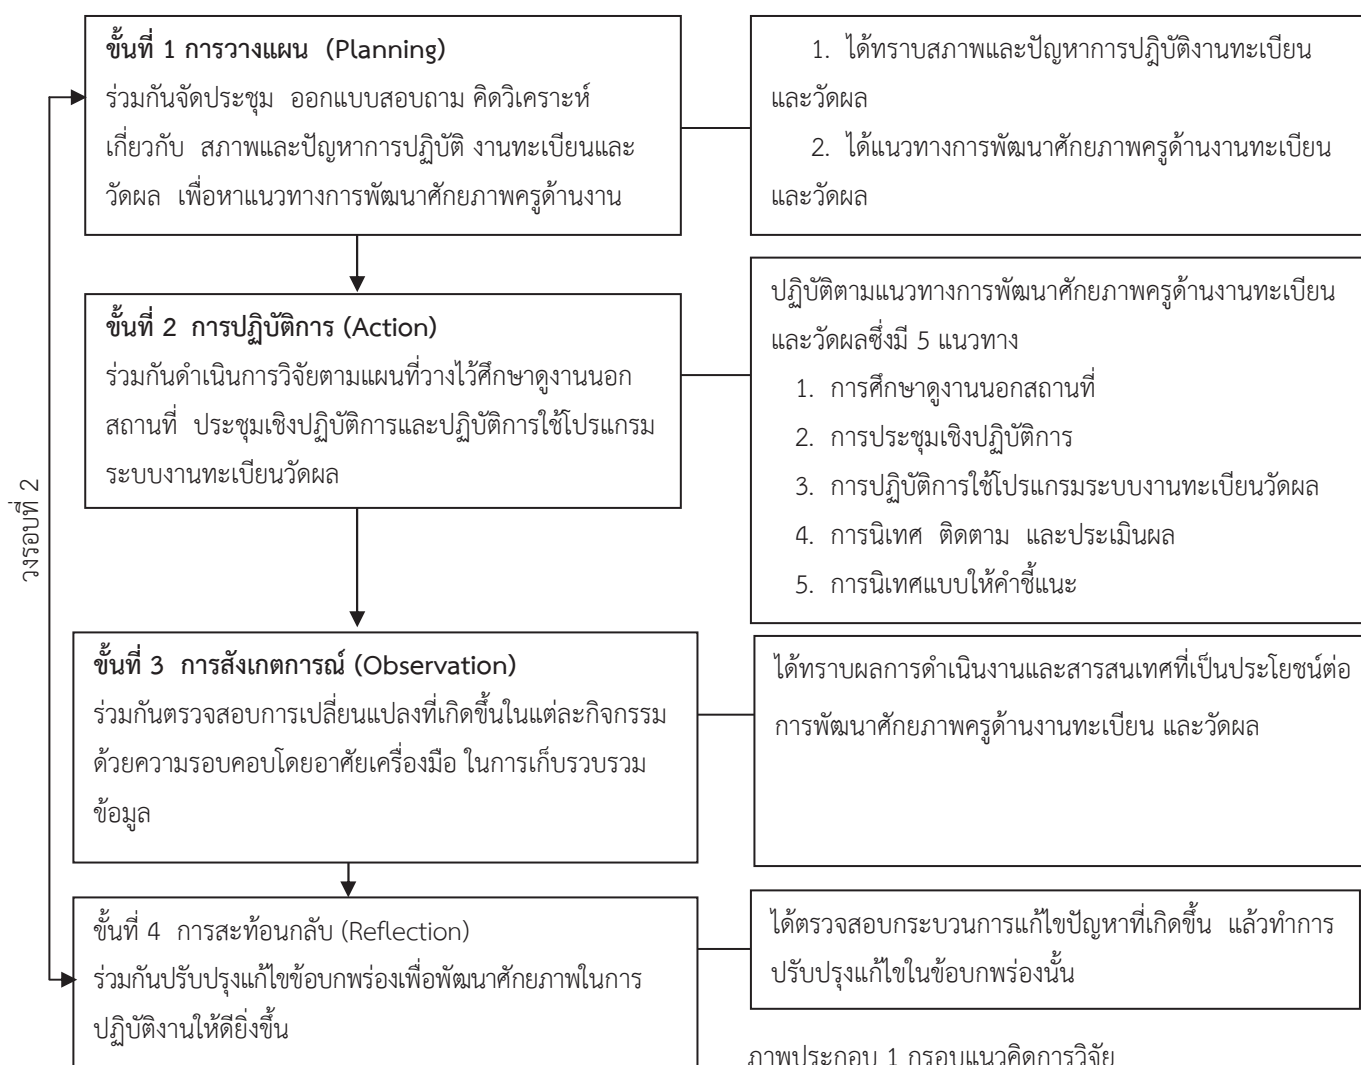 ขั้นที่ 1 การวางแผน (Planning)
ร่วมกันจัดประชุม ออกแบบสอบถาม คิดวิเคราะห์
เกี่ยวกับ สภาพและปัญหาการปฏิบัติ งานทะเบียนและ
วัดผล เพื่อหาแนวทางการพัฒนาศักยภาพครูด้านงาน
1. ได้ทราบสภาพและปัญหาการปฎิบัติงานทะเบียน
และวัดผล
2. ได้แนวทางการพัฒนาศักยภาพครูด้านงานทะเบียน
และวัดผล
ขั้นที่ 2 การปฏิบัติการ (Action)
ร่วมกันดำเนินการวิจัยตามแผนที่วางไว้ศึกษาดูงานนอก
สถานที่ ประชุมเชิงปฏิบัติการและปฏิบัติการใช้โปรแกรม
ระบบงานทะเบียนวัดผล
ปฏิบัติตามแนวทางการพัฒนาศักยภาพครูด้านงานทะเบียน
และวัดผลซึ่งมี 5 แนวทาง
1. การศึกษาดูงานนอกสถานที่
2. การประชุมเชิงปฏิบัติการ
3. การปฏิบัติการใช้โปรแกรมระบบงานทะเบียนวัดผล
4. การนิเทศ ติดตาม และประเมินผล
5. การนิเทศแบบให้คำชี้แนะ
วงรอบที่ 2
ขั้นที่ 3 การสังเกตการณ์ (Observation)
ร่วมกันตรวจสอบการเปลี่ยนแปลงที่เกิดขึ้นในแต่ละกิจกรรม
ด้วยความรอบคอบโดยอาศัยเครื่องมือ ในการเก็บรวบรวม
ข้อมูล
ได้ทราบผลการดำเนินงานและสารสนเทศที่เป็นประโยชน์ต่อ
การพัฒนาศักยภาพครูด้านงานทะเบียน และวัดผล
ขั้นที่ 4 การสะท้อนกลับ (Reflection)
ร่วมกันปรับปรุงแก้ไขข้อบกพร่องเพื่อพัฒนาศักยภาพในการ
ปฏิบัติงานให้ดียิ่งขึ้น
ได้ตรวจสอบกระบวนการแก้ไขปัญหาที่เกิดขึ้น แล้วทำการ
ปรับปรุงแก้ไขในข้อบกพร่องนั้น
ภาพประกอบ 1 กรอบแนวคิดการวิจัย